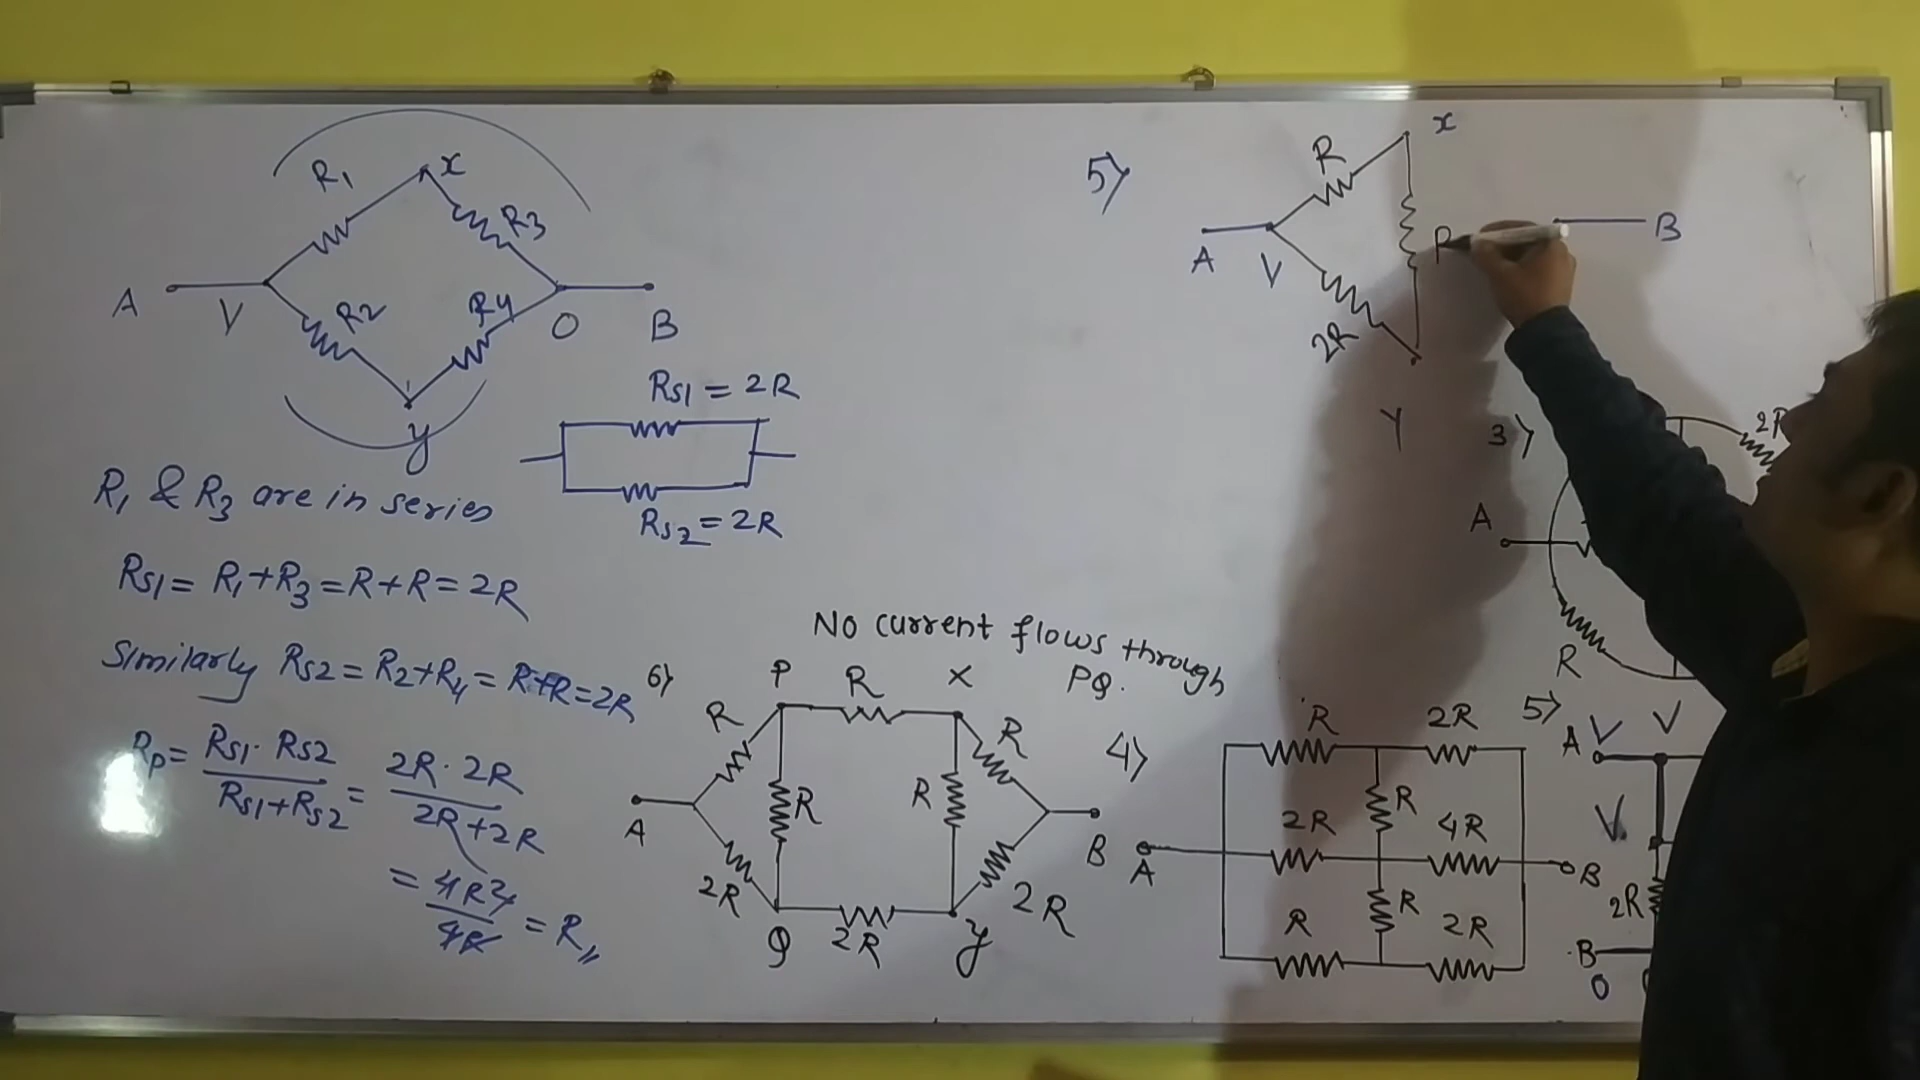 R1
x
R3
A
V
R2
R4
O
B
y
RS1 = 2R
RS2 = 2R
R1 & R3 are in series
RS1 = R1+R3 = R+R = 2R
Similarly RS2 = R2+R4 = R+R = 2R
Rp = RS1 · RS2 / RS1+RS2 = 2R · 2R / 2R+2R
= 4R² / 4R = R
5)
R
x
A
V
2R
Y
B
3)
A
2R
R
No current flows through
PQ.
6)
P
R
X
R
R
A
R
R
B
2R
2R
2R
Q
y
4)
R
2R
R
A
2R
4R
B
R
R
2R
5)
A
V
V
V
2R
B
O